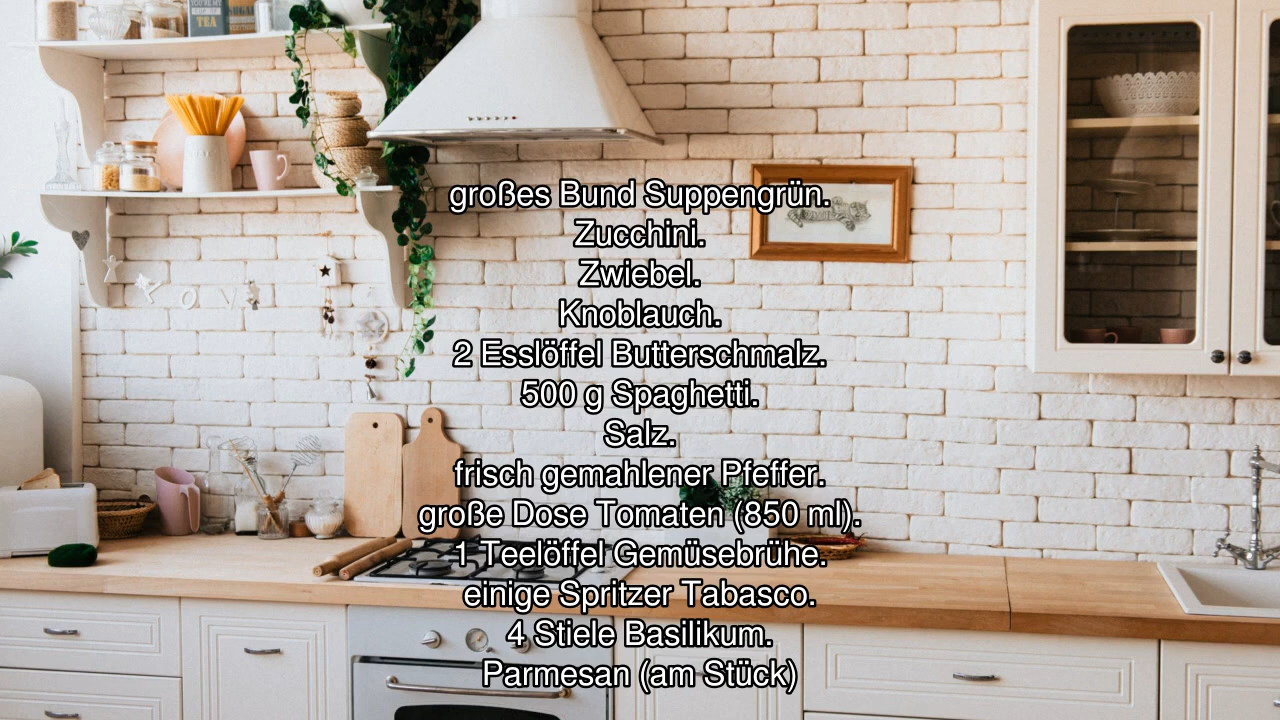 großes Bund Suppengrün.
Zucchini.
Zwiebel.
Knoblauch.
2 Esslöffel Butterschmalz.
500 g Spaghetti.
Salz.
frisch gemahlener Pfeffer.
große Dose Tomaten (850 ml).
1 Teelöffel Gemüsebrühe.
einige Spritzer Tabasco.
4 Stiele Basilikum.
Parmesan (am Stück)